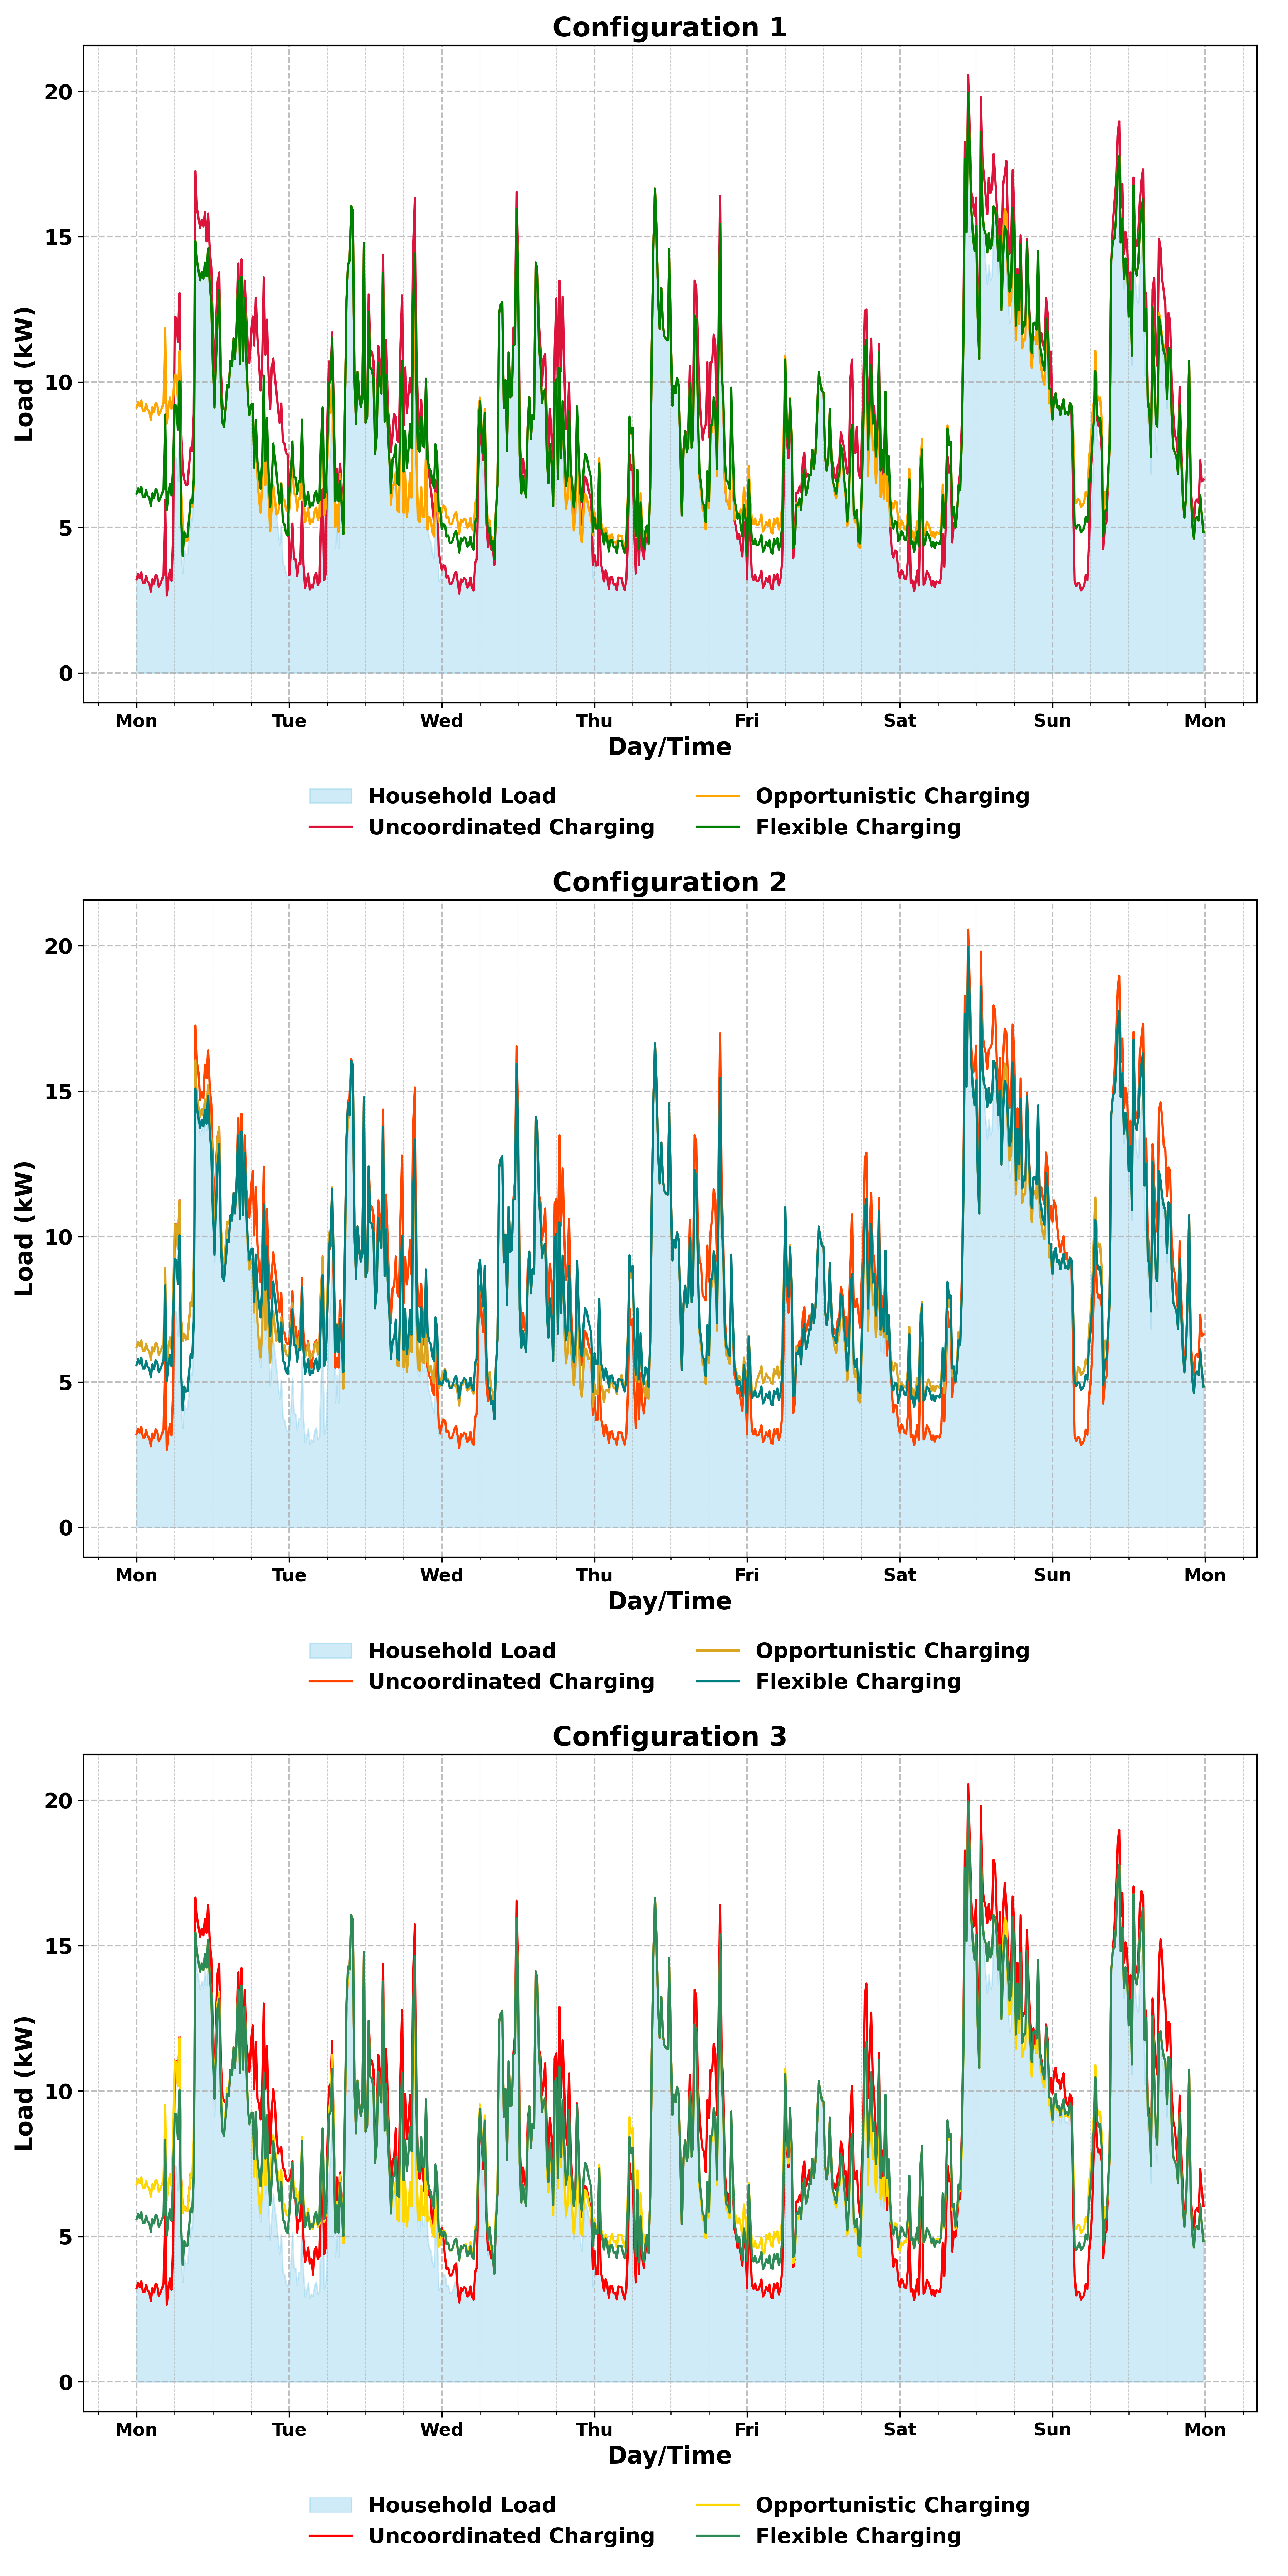 Configuration 1
20
15
10
5
0
Load (kW)
Mon Tue Wed Thu Fri Sat Sun Mon
Day/Time
Household Load Opportunistic Charging
Uncoordinated Charging Flexible Charging
Configuration 2
20
15
10
5
0
Load (kW)
Mon Tue Wed Thu Fri Sat Sun Mon
Day/Time
Household Load Opportunistic Charging
Uncoordinated Charging Flexible Charging
Configuration 3
20
15
10
5
0
Load (kW)
Mon Tue Wed Thu Fri Sat Sun Mon
Day/Time
Household Load Opportunistic Charging
Uncoordinated Charging Flexible Charging